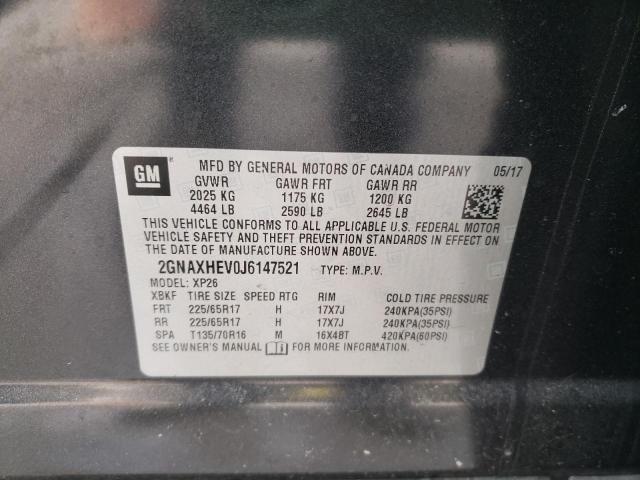 GM
MFD BY GENERAL MOTORS OF CANADA COMPANY 05/17
GVWR GAWR FRT GAWR RR
2025 KG 1175 KG 1200 KG
4464 LB 2590 LB 2645 LB
THIS VEHICLE CONFORMS TO ALL APPLICABLE U.S. FEDERAL MOTOR
VEHICLE SAFETY AND THEFT PREVENTION STANDARDS IN EFFECT ON
THE DATE OF MANUFACTURE SHOWN ABOVE.
2GNAXHEV0J6147521 TYPE: M.P.V.
MODEL: XP26
XBKF TIRE SIZE SPEED RTG RIM COLD TIRE PRESSURE
FRT 225/65R17 H 17X7J 240KPA(35PSI)
RR 225/65R17 H 17X7J 240KPA(35PSI)
SPA T135/70R16 M 16X4BT 420KPA(60PSI)
SEE OWNER'S MANUAL FOR MORE INFORMATION